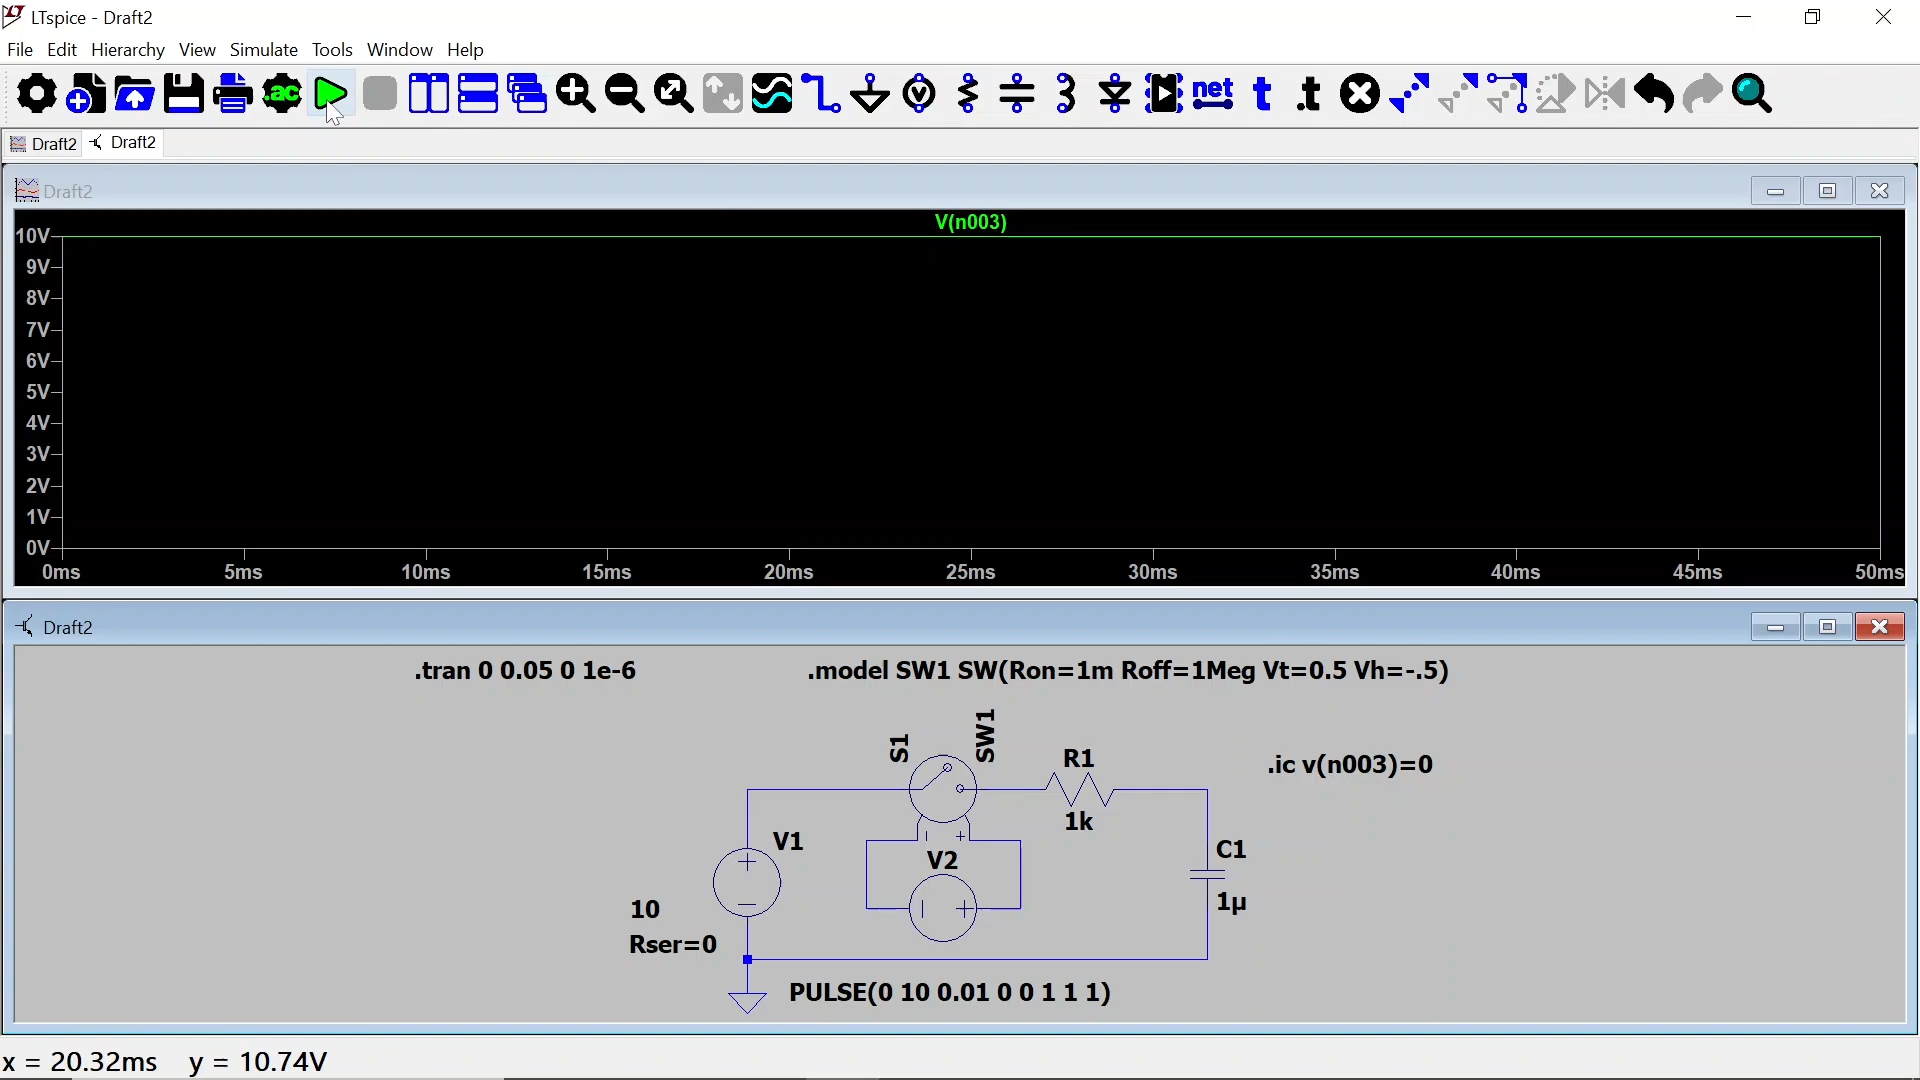 LTspice - Draft2
File Edit Hierarchy View Simulate Tools Window Help
.ac net t .t
Draft2 Draft2
Draft2
V(n003)
10V
9V
8V
7V
6V
5V
4V
3V
2V
1V
0V
0ms 5ms 10ms 15ms 20ms 25ms 30ms 35ms 40ms 45ms 50ms
Draft2
.tran 0 0.05 0 1e-6 .model SW1 SW(Ron=1m Roff=1Meg Vt=0.5 Vh=-.5)
S1 SW1
R1
.ic v(n003)=0
1k
V1
C1
V2
1µ
10
Rser=0
PULSE(0 10 0.01 0 0 1 1 1)
x = 20.32ms y = 10.74V